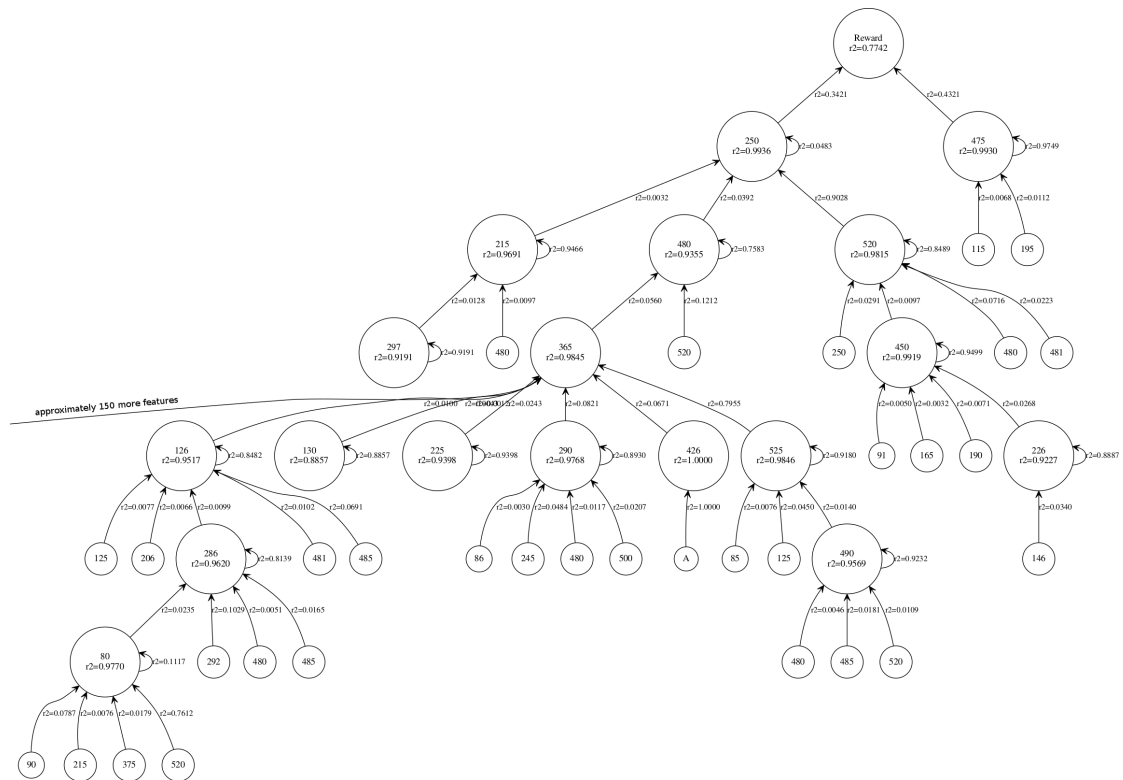 Reward
r2=0.7742
r2=0.3421
r2=0.4321
250
r2=0.9936
r2=0.0483
475
r2=0.9930
r2=0.9749
r2=0.0032
r2=0.0392
r2=0.9028
r2=0.0068
r2=0.0112
215
r2=0.9691
r2=0.9466
480
r2=0.9355
r2=0.7583
520
r2=0.9815
r2=0.8489
115
195
r2=0.0128
r2=0.0097
r2=0.0560
r2=0.1212
r2=0.0291
r2=0.0097
r2=0.0716
r2=0.0223
297
r2=0.9191
r2=0.9191
480
365
r2=0.9845
520
250
450
r2=0.9919
r2=0.9499
480
481
approximately 150 more features
r2=0.0100
r2=0.0243
r2=0.0821
r2=0.0671
r2=0.7955
r2=0.0050
r2=0.0032
r2=0.0071
r2=0.0268
126
r2=0.9517
r2=0.8482
130
r2=0.8857
r2=0.8857
225
r2=0.9398
r2=0.9398
290
r2=0.9768
r2=0.8930
426
r2=1.0000
525
r2=0.9846
r2=0.9180
91
165
190
226
r2=0.9227
r2=0.8887
r2=0.0077
r2=0.0066
r2=0.0099
r2=0.0102
r2=0.0691
r2=0.0030
r2=0.0484
r2=0.0117
r2=0.0207
r2=1.0000
r2=0.0076
r2=0.0450
r2=0.0140
r2=0.0340
125
206
286
r2=0.9620
r2=0.8139
481
485
86
245
480
500
A
85
125
490
r2=0.9569
r2=0.9232
146
r2=0.0235
r2=0.1029
r2=0.0051
r2=0.0165
r2=0.0046
r2=0.0181
r2=0.0109
80
r2=0.9770
r2=0.1117
292
480
485
480
485
520
r2=0.0787
r2=0.0076
r2=0.0179
r2=0.7612
90
215
375
520